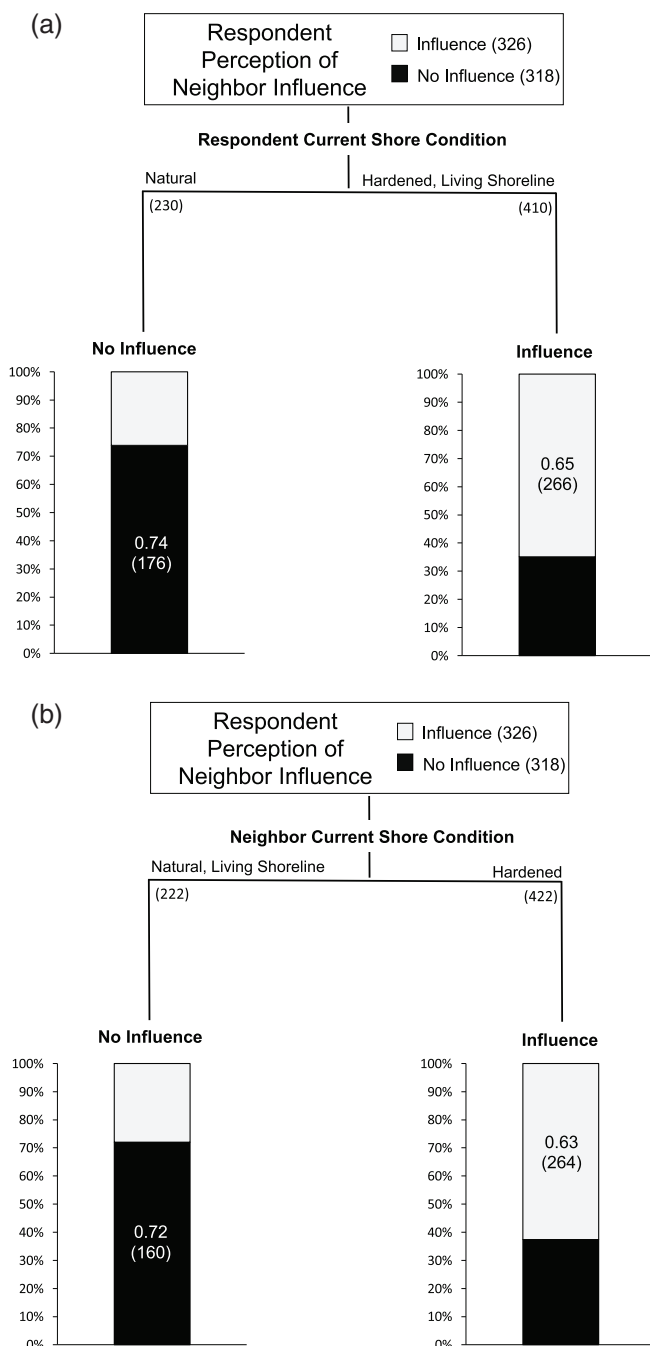 (a)
Respondent
Perception of
Neighbor Influence
Influence (326)
No Influence (318)
Respondent Current Shore Condition
Natural
Hardened, Living Shoreline
(230)
(410)
No Influence
100%
90%
80%
70%
60%
50%
40%
30%
20%
10%
0%
0.74
(176)
Influence
100%
90%
80%
70%
60%
50%
40%
30%
20%
10%
0%
0.65
(266)
(b)
Respondent
Perception of
Neighbor Influence
Influence (326)
No Influence (318)
Neighbor Current Shore Condition
Natural, Living Shoreline
Hardened
(222)
(422)
No Influence
100%
90%
80%
70%
60%
50%
40%
30%
20%
10%
0%
0.72
(160)
Influence
100%
90%
80%
70%
60%
50%
40%
30%
20%
10%
0%
0.63
(264)